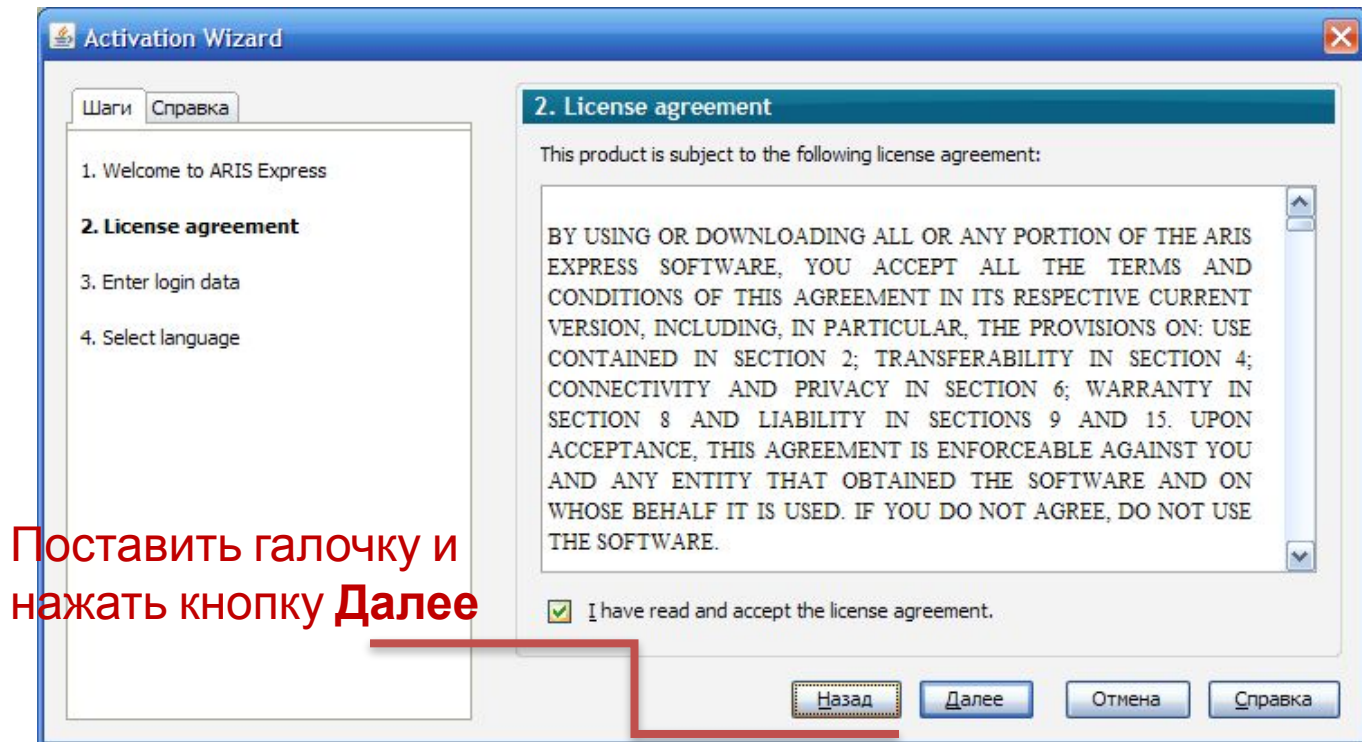 Activation Wizard
Шаги Справка
1. Welcome to ARIS Express
2. License agreement
3. Enter login data
4. Select language
2. License agreement
This product is subject to the following license agreement:
BY USING OR DOWNLOADING ALL OR ANY PORTION OF THE ARIS
EXPRESS SOFTWARE, YOU ACCEPT ALL THE TERMS AND
CONDITIONS OF THIS AGREEMENT IN ITS RESPECTIVE CURRENT
VERSION, INCLUDING, IN PARTICULAR, THE PROVISIONS ON: USE
CONTAINED IN SECTION 2; TRANSFERABILITY IN SECTION 4;
CONNECTIVITY AND PRIVACY IN SECTION 6; WARRANTY IN
SECTION 8 AND LIABILITY IN SECTIONS 9 AND 15. UPON
ACCEPTANCE, THIS AGREEMENT IS ENFORCEABLE AGAINST YOU
AND ANY ENTITY THAT OBTAINED THE SOFTWARE AND ON
WHOSE BEHALF IT IS USED. IF YOU DO NOT AGREE, DO NOT USE
THE SOFTWARE.
I have read and accept the license agreement.
Поставить галочку и
нажать кнопку Далее
Назад Далее Отмена Справка